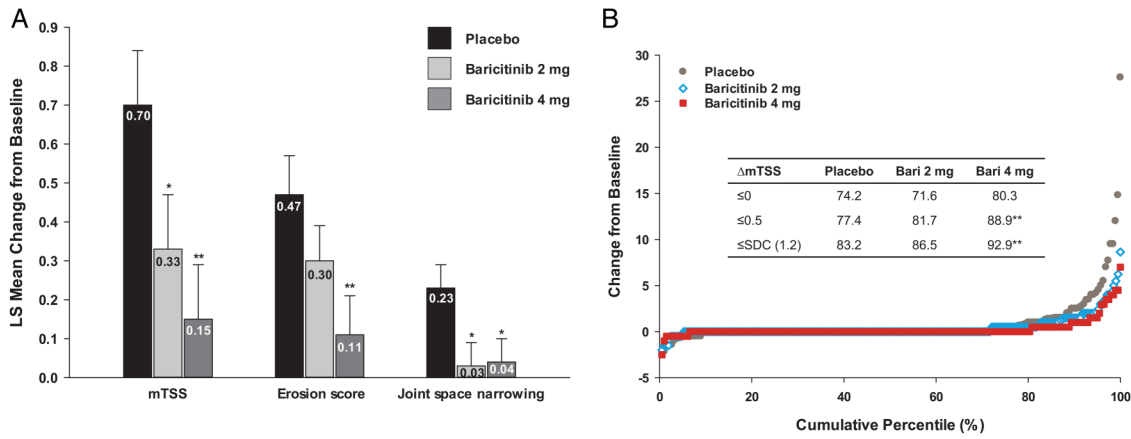 A
LS Mean Change from Baseline
0.9
0.8
0.7
0.6
0.5
0.4
0.3
0.2
0.1
0.0
Placebo
Baricitinib 2 mg
Baricitinib 4 mg
0.70
*
0.33
**
0.15
0.47
0.30
**
0.11
0.23
*
0.03
*
0.04
mTSS
Erosion score
Joint space narrowing
B
Change from Baseline
30
25
20
15
10
5
0
-5
Placebo
Baricitinib 2 mg
Baricitinib 4 mg
ΔmTSS Placebo Bari 2 mg Bari 4 mg
≤0 74.2 71.6 80.3
≤0.5 77.4 81.7 88.9**
≤SDC (1.2) 83.2 86.5 92.9**
0 20 40 60 80 100
Cumulative Percentile (%)